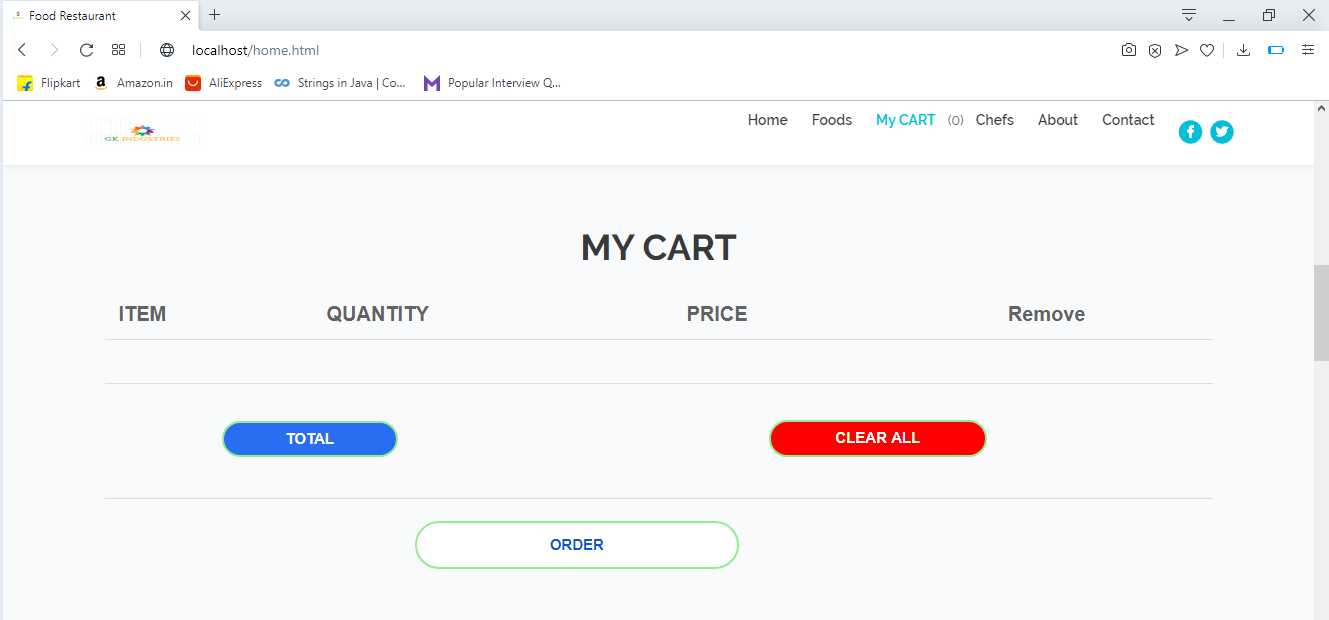 Food Restaurant
localhost/home.html
Flipkart Amazon.in AliExpress Strings in Java | Co... Popular Interview Q...
GK INDUSTRIES
Home Foods My CART (0) Chefs About Contact
MY CART
ITEM QUANTITY PRICE Remove
TOTAL CLEAR ALL
ORDER